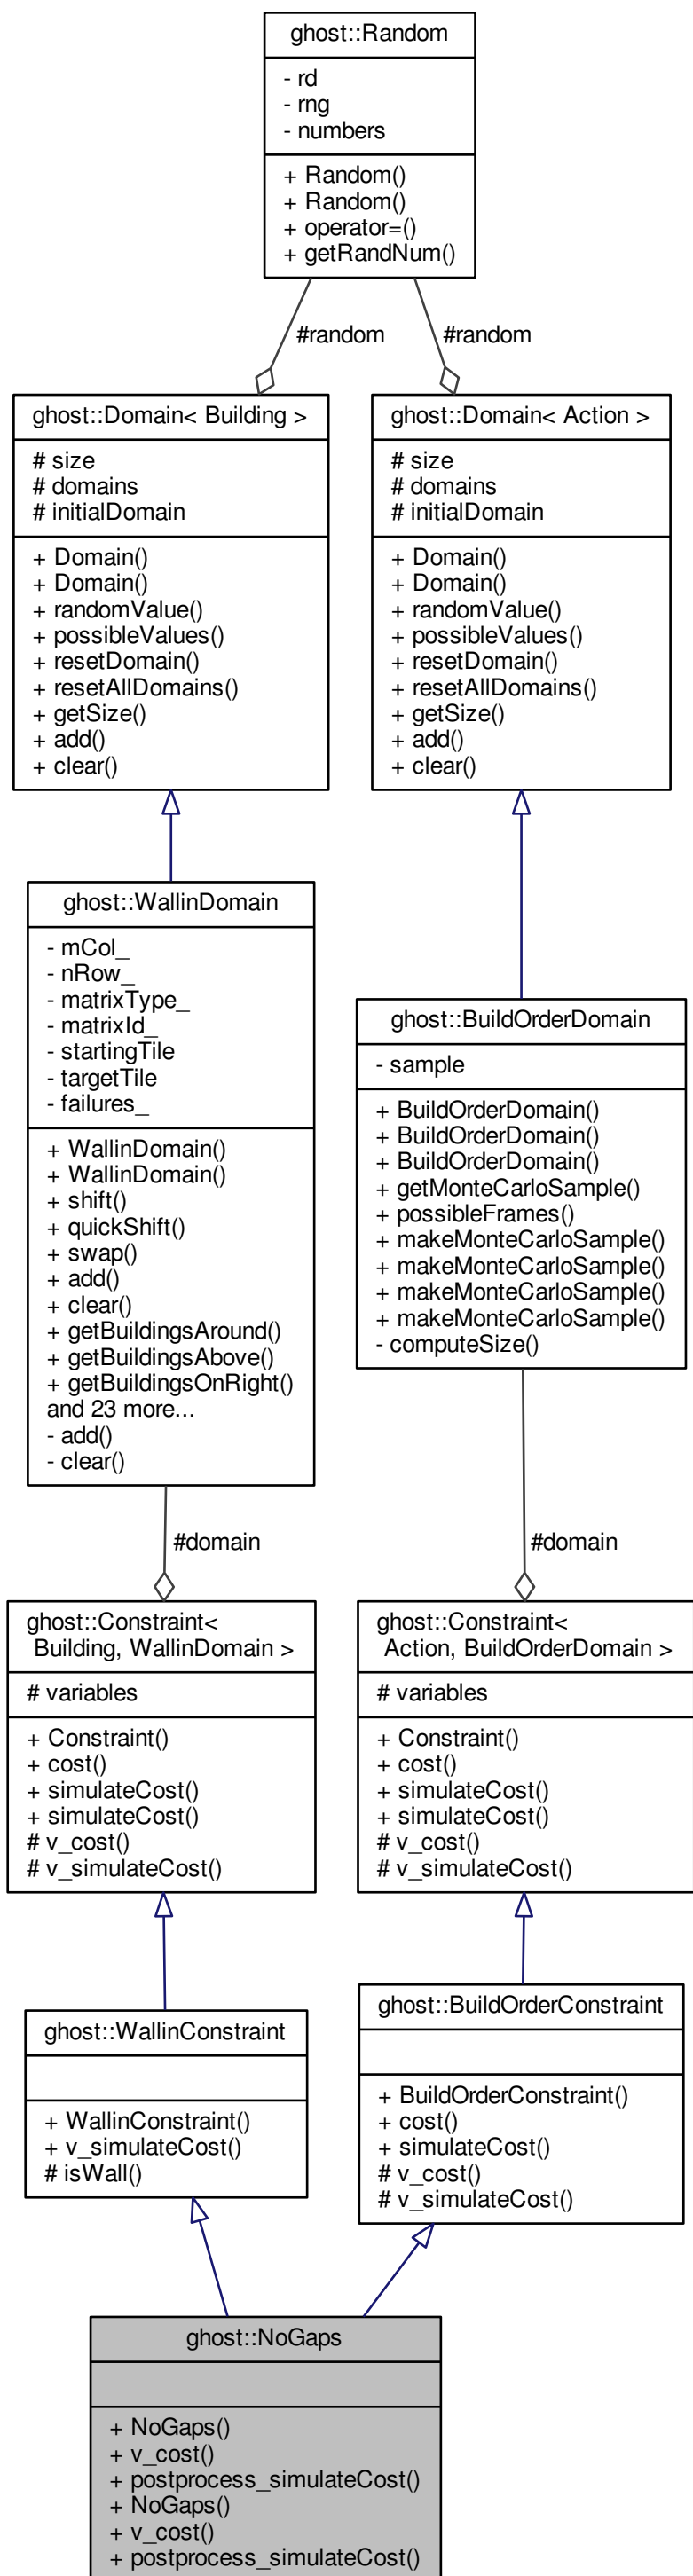 ghost::Random
- rd
- rng
- numbers
+ Random()
+ Random()
+ operator=()
+ getRandNum()
#random
#random
ghost::Domain< Building >
# size
# domains
# initialDomain
+ Domain()
+ Domain()
+ randomValue()
+ possibleValues()
+ resetDomain()
+ resetAllDomains()
+ getSize()
+ add()
+ clear()
ghost::Domain< Action >
# size
# domains
# initialDomain
+ Domain()
+ Domain()
+ randomValue()
+ possibleValues()
+ resetDomain()
+ resetAllDomains()
+ getSize()
+ add()
+ clear()
ghost::WallinDomain
- mCol_
- nRow_
- matrixType_
- matrixId_
- startingTile
- targetTile
- failures_
+ WallinDomain()
+ WallinDomain()
+ shift()
+ quickShift()
+ swap()
+ add()
+ clear()
+ getBuildingsAround()
+ getBuildingsAbove()
+ getBuildingsOnRight()
and 23 more...
- add()
- clear()
ghost::BuildOrderDomain
- sample
+ BuildOrderDomain()
+ BuildOrderDomain()
+ BuildOrderDomain()
+ getMonteCarloSample()
+ possibleFrames()
+ makeMonteCarloSample()
+ makeMonteCarloSample()
+ makeMonteCarloSample()
+ makeMonteCarloSample()
- computeSize()
#domain
#domain
ghost::Constraint<
Building, WallinDomain >
# variables
+ Constraint()
+ cost()
+ simulateCost()
+ simulateCost()
# v_cost()
# v_simulateCost()
ghost::Constraint<
Action, BuildOrderDomain >
# variables
+ Constraint()
+ cost()
+ simulateCost()
+ simulateCost()
# v_cost()
# v_simulateCost()
ghost::WallinConstraint
+ WallinConstraint()
+ v_simulateCost()
# isWall()
ghost::BuildOrderConstraint
+ BuildOrderConstraint()
+ cost()
+ simulateCost()
# v_cost()
# v_simulateCost()
ghost::NoGaps
+ NoGaps()
+ v_cost()
+ postprocess_simulateCost()
+ NoGaps()
+ v_cost()
+ postprocess_simulateCost()